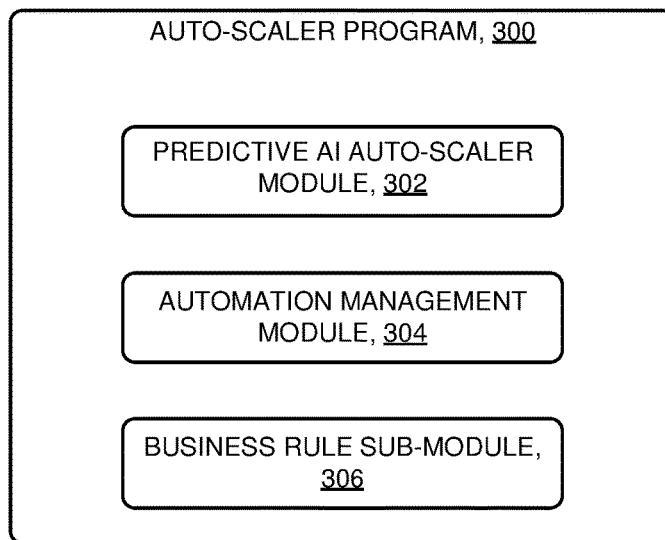 AUTO-SCALER PROGRAM, 300
PREDICTIVE AI AUTO-SCALER
MODULE, 302
AUTOMATION MANAGEMENT
MODULE, 304
BUSINESS RULE SUB-MODULE,
306